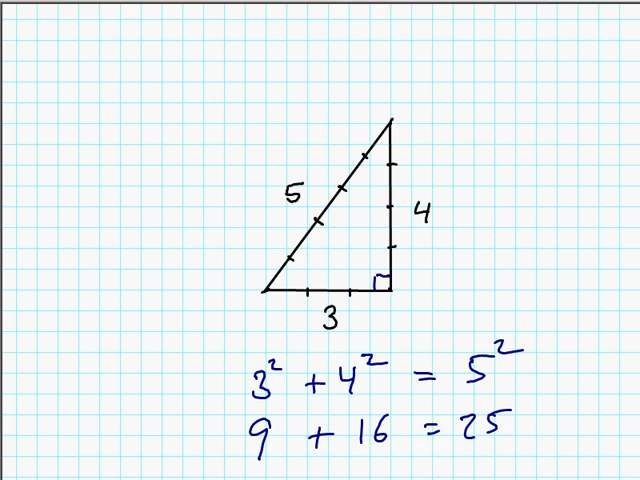 5
4
3
3² + 4² = 5²
9 + 16 = 25